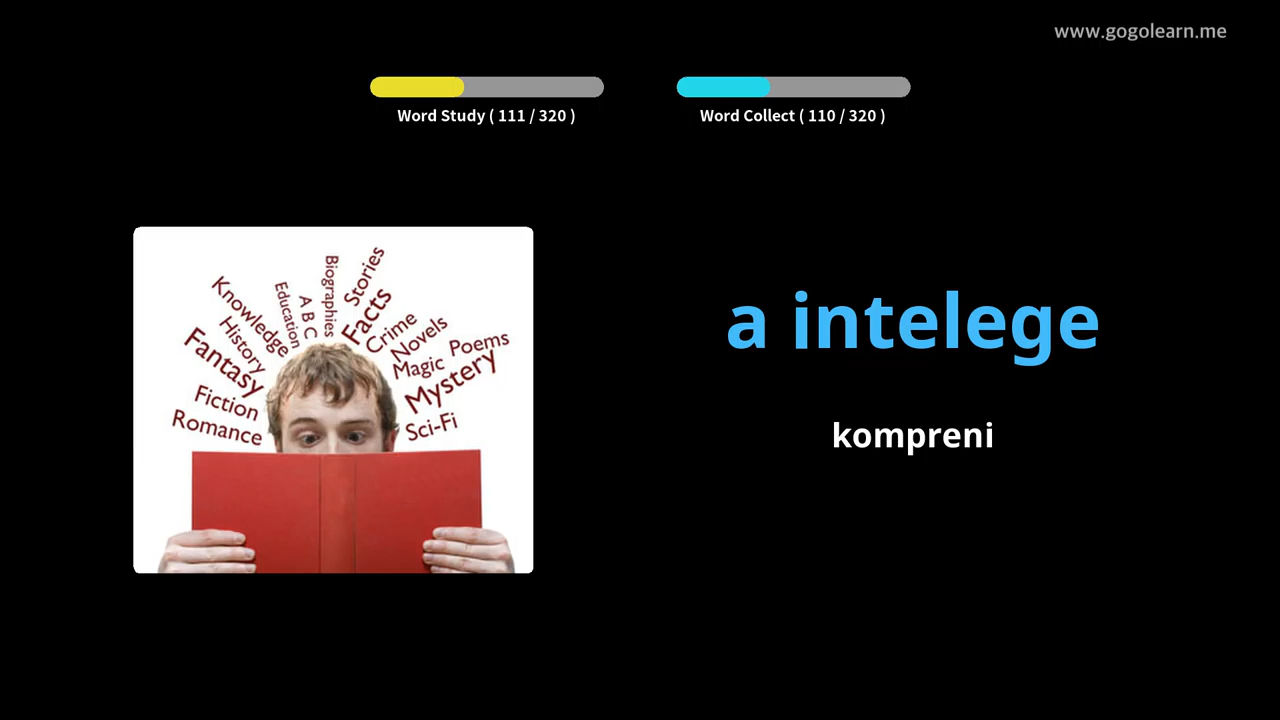 www.gogolearn.me
Word Study ( 111 / 320 )
Word Collect ( 110 / 320 )
Biographies
Stories
Education
A B C
Facts
Knowledge
Crime
History
Novels
Fantasy
Magic
Poems
Mystery
Fiction
Romance
Sci-Fi
a intelege
kompreni